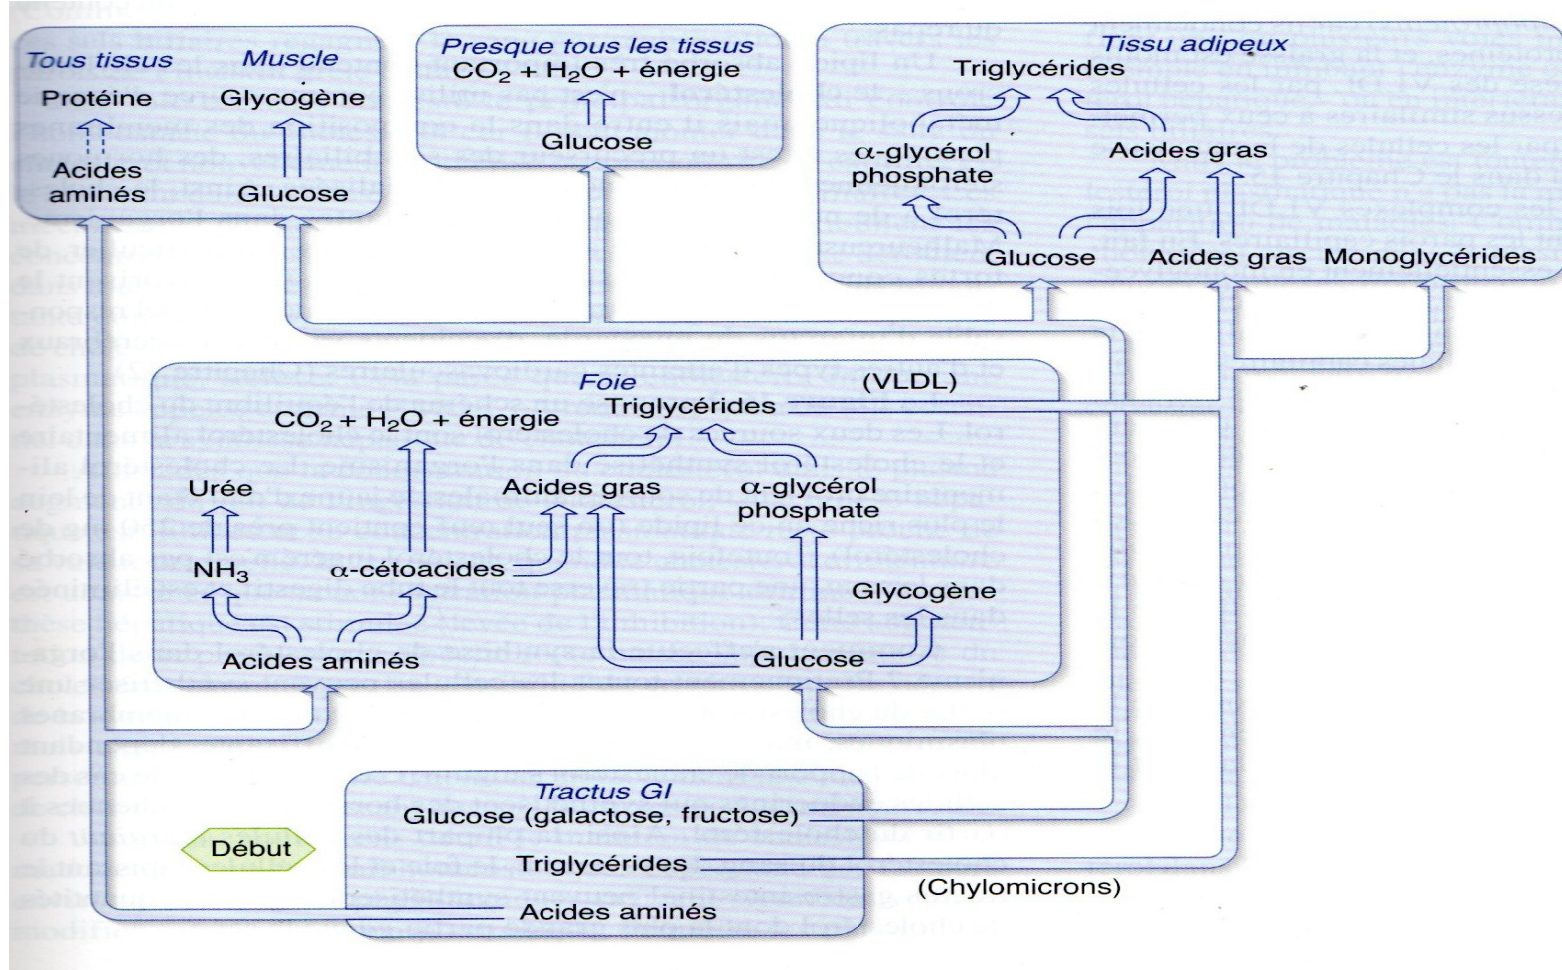 Tous tissus
Muscle
Protéine
Glycogène
Acides
aminés
Glucose
Presque tous les tissus
CO₂ + H₂O + énergie
Glucose
Tissu adipeux
Triglycérides
α-glycérol
phosphate
Acides gras
Glucose
Acides gras
Monoglycérides
Foie
(VLDL)
Triglycérides
CO₂ + H₂O + énergie
Urée
Acides gras
α-glycérol
phosphate
NH₃
α-cétoacides
Glycogène
Acides aminés
Glucose
Tractus GI
Glucose (galactose, fructose)
Début
Triglycérides
(Chylomicrons)
Acides aminés